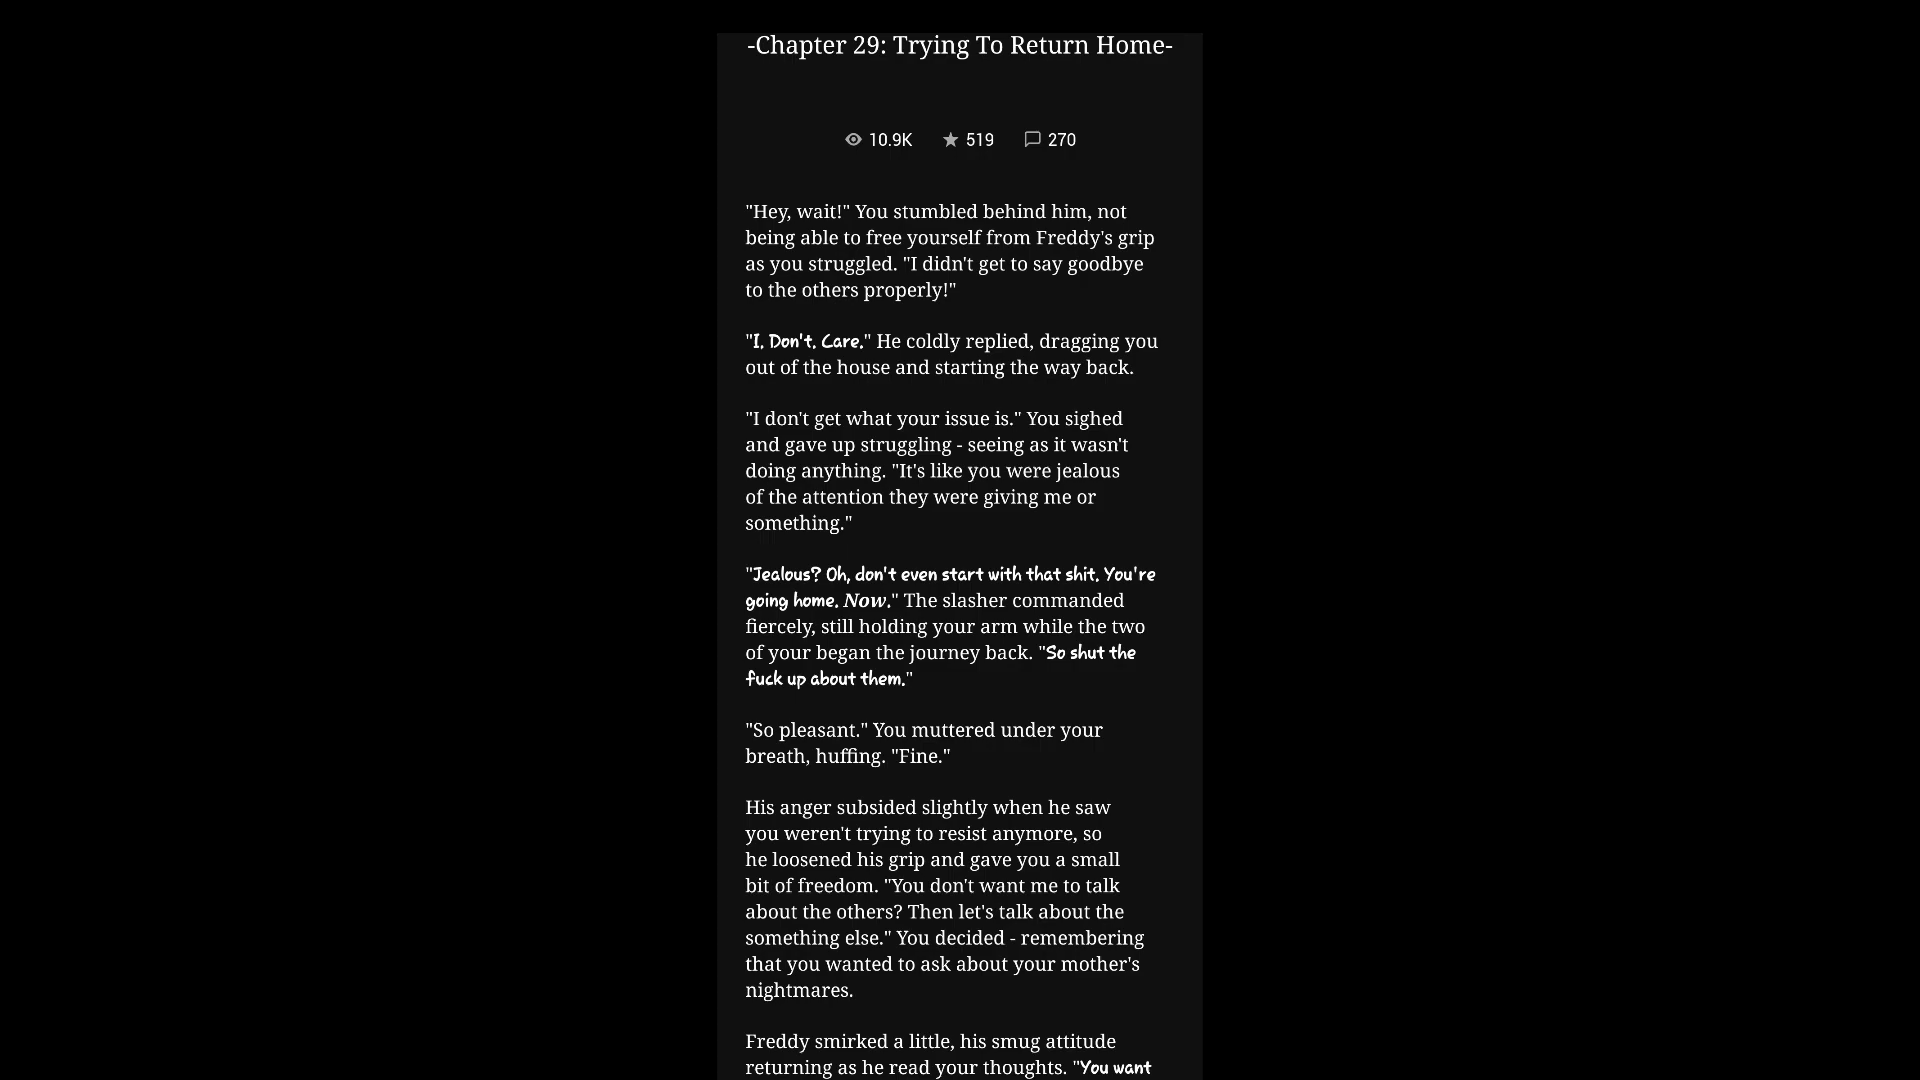 -Chapter 29: Trying To Return Home-
10.9K 519 270
"Hey, wait!" You stumbled behind him, not
being able to free yourself from Freddy's grip
as you struggled. "I didn't get to say goodbye
to the others properly!"
"I. Don't. Care." He coldly replied, dragging you
out of the house and starting the way back.
"I don't get what your issue is." You sighed
and gave up struggling - seeing as it wasn't
doing anything. "It's like you were jealous
of the attention they were giving me or
something."
"Jealous? Oh, don't even start with that shit. You're
going home. Now." The slasher commanded
fiercely, still holding your arm while the two
of your began the journey back. "So shut the
fuck up about them."
"So pleasant." You muttered under your
breath, huffing. "Fine."
His anger subsided slightly when he saw
you weren't trying to resist anymore, so
he loosened his grip and gave you a small
bit of freedom. "You don't want me to talk
about the others? Then let's talk about the
something else." You decided - remembering
that you wanted to ask about your mother's
nightmares.
Freddy smirked a little, his smug attitude
returning as he read your thoughts. "You want